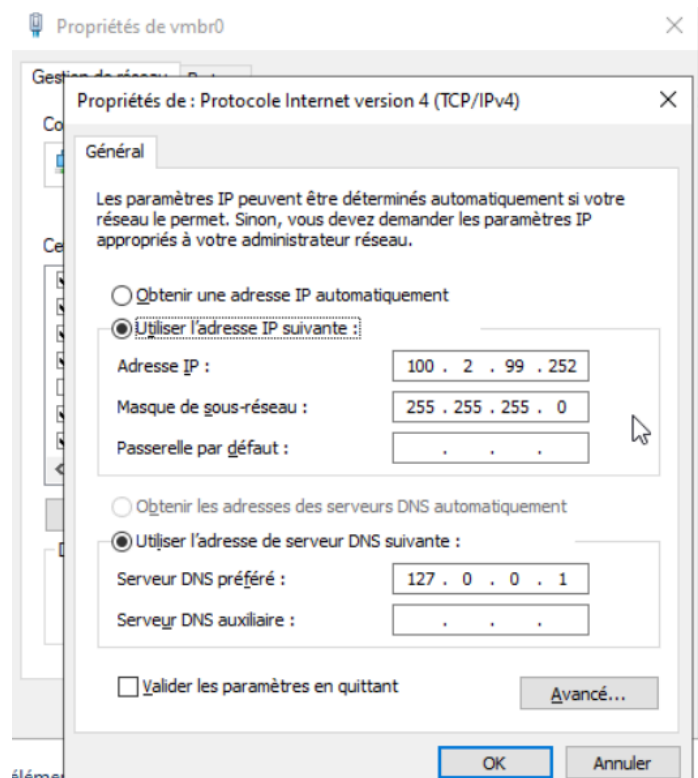 Propriétés de vmbr0
Propriétés de : Protocole Internet version 4 (TCP/IPv4)
Général
Les paramètres IP peuvent être déterminés automatiquement si votre
réseau le permet. Sinon, vous devez demander les paramètres IP
appropriés à votre administrateur réseau.
Obtenir une adresse IP automatiquement
Utiliser l'adresse IP suivante :
Adresse IP : 100 . 2 . 99 . 252
Masque de sous-réseau : 255 . 255 . 255 . 0
Passerelle par défaut : . . .
Obtenir les adresses des serveurs DNS automatiquement
Utiliser l'adresse de serveur DNS suivante :
Serveur DNS préféré : 127 . 0 . 0 . 1
Serveur DNS auxiliaire : . . .
Valider les paramètres en quittant
Avancé...
OK Annuler